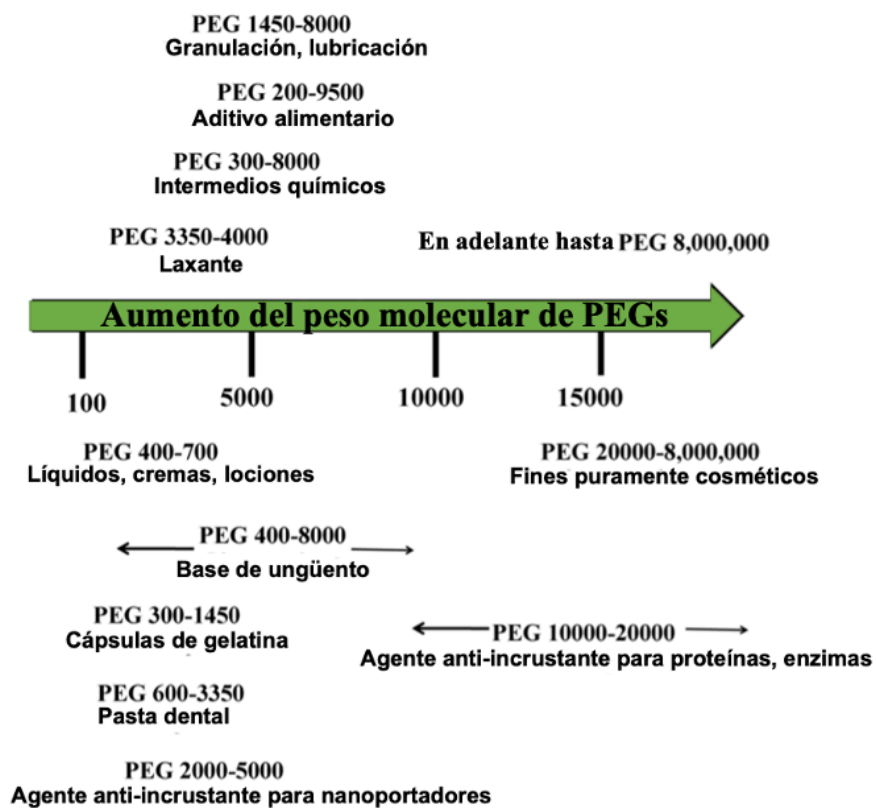 PEG 1450-8000
Granulación, lubricación
PEG 200-9500
Aditivo alimentario
PEG 300-8000
Intermedios químicos
PEG 3350-4000
Laxante
En adelante hasta PEG 8,000,000
Aumento del peso molecular de PEGs
100
5000
10000
15000
PEG 400-700
Líquidos, cremas, lociones
PEG 20000-8,000,000
Fines puramente cosméticos
PEG 400-8000
Base de ungüento
PEG 300-1450
Cápsulas de gelatina
PEG 10000-20000
Agente anti-incrustante para proteínas, enzimas
PEG 600-3350
Pasta dental
PEG 2000-5000
Agente anti-incrustante para nanoportadores